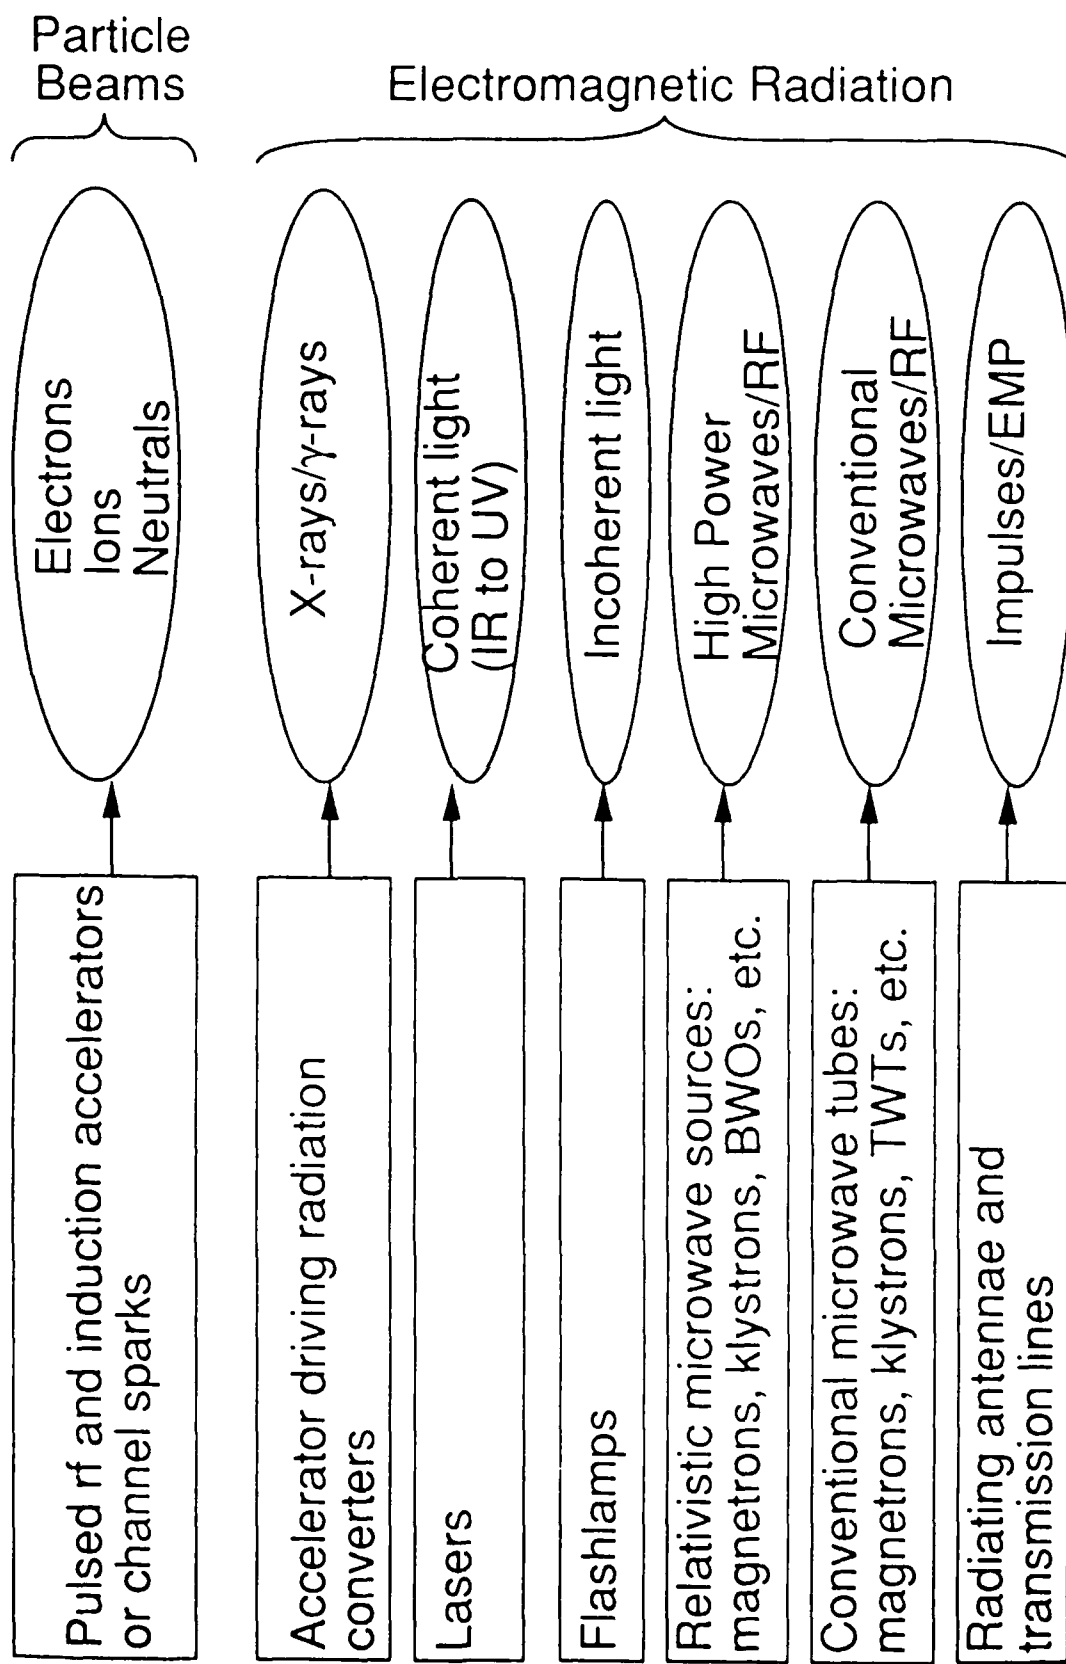 Particle
Beams
Electromagnetic Radiation
Pulsed rf and induction accelerators
or channel sparks
Electrons
Ions
Neutrals
Accelerator driving radiation
converters
X-rays/γ-rays
Lasers
Coherent light
(IR to UV)
Flashlamps
Incoherent light
Relativistic microwave sources:
magnetrons, klystrons, BWOs, etc.
High Power
Microwaves/RF
Conventional microwave tubes:
magnetrons, klystrons, TWTs, etc.
Conventional
Microwaves/RF
Radiating antennae and
transmission lines
Impulses/EMP